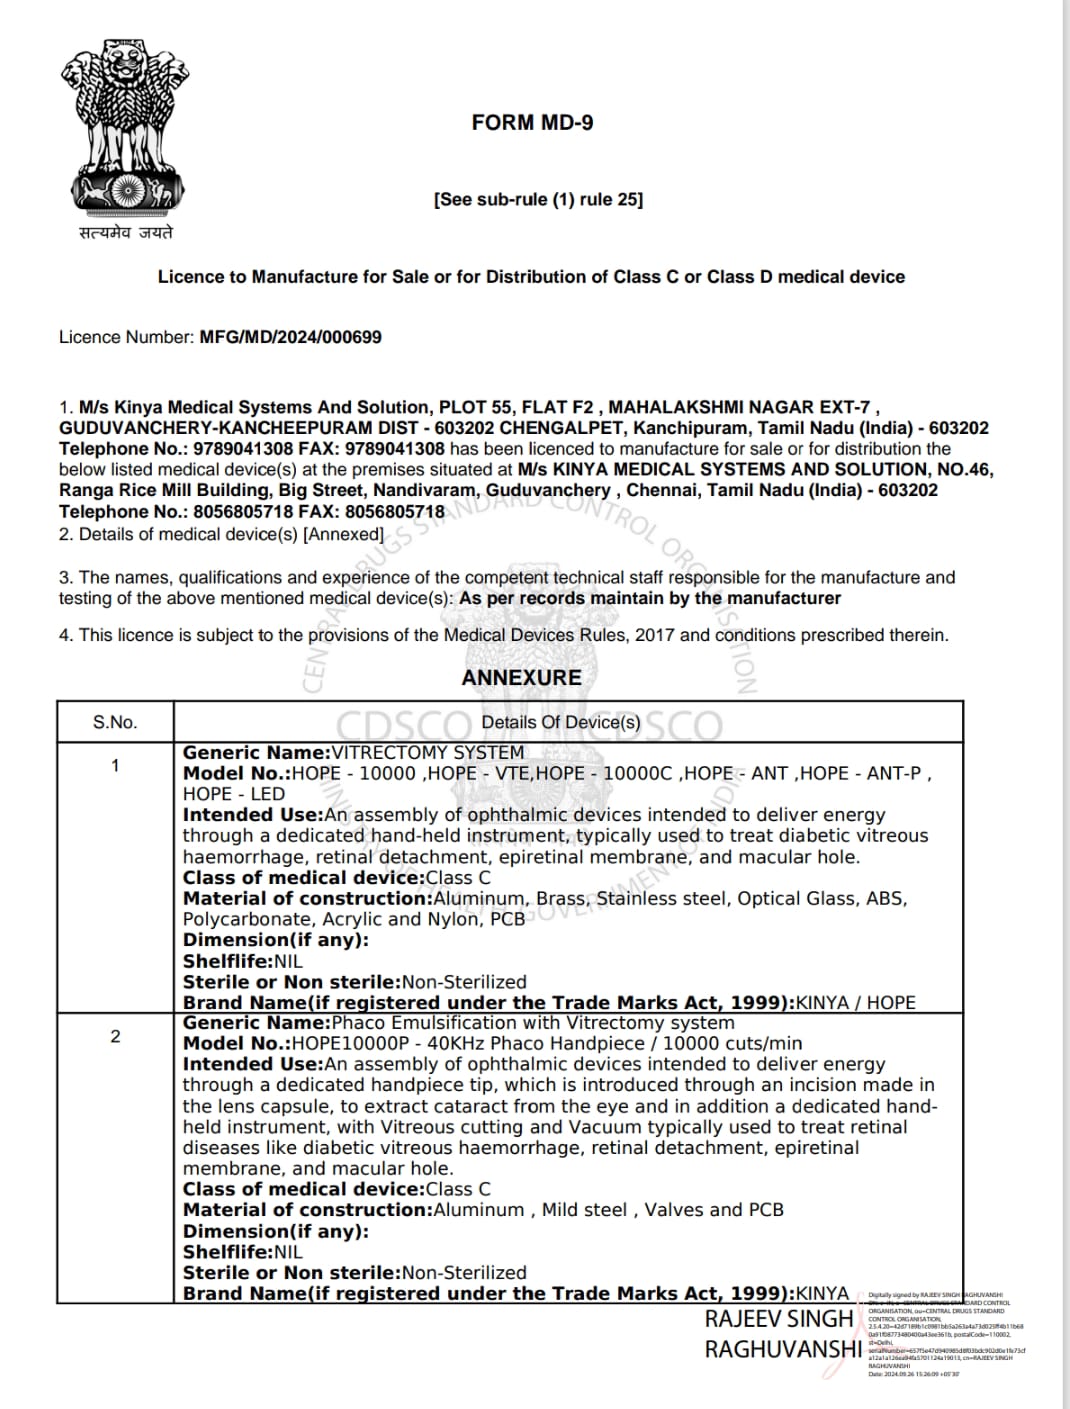 सत्यमेव जयते
FORM MD-9
[See sub-rule (1) rule 25]
Licence to Manufacture for Sale or for Distribution of Class C or Class D medical device
Licence Number: MFG/MD/2024/000699
1. M/s Kinya Medical Systems And Solution, PLOT 55, FLAT F2 , MAHALAKSHMI NAGAR EXT-7 ,
GUDUVANCHERY-KANCHEEPURAM DIST - 603202 CHENGALPET, Kanchipuram, Tamil Nadu (India) - 603202
Telephone No.: 9789041308 FAX: 9789041308 has been licenced to manufacture for sale or for distribution the
below listed medical device(s) at the premises situated at M/s KINYA MEDICAL SYSTEMS AND SOLUTION, NO.46,
Ranga Rice Mill Building, Big Street, Nandivaram, Guduvanchery , Chennai, Tamil Nadu (India) - 603202
Telephone No.: 8056805718 FAX: 8056805718
2. Details of medical device(s) [Annexed]
3. The names, qualifications and experience of the competent technical staff responsible for the manufacture and
testing of the above mentioned medical device(s): As per records maintain by the manufacturer
4. This licence is subject to the provisions of the Medical Devices Rules, 2017 and conditions prescribed therein.
CENTRAL DRUGS STANDARD CONTROL ORGANISATION
ANNEXURE
CDSCO CDSCO
S.No. Details Of Device(s)
1 Generic Name:VITRECTOMY SYSTEM
Model No.:HOPE - 10000 ,HOPE - VTE,HOPE - 10000C ,HOPE - ANT ,HOPE - ANT-P ,
HOPE - LED
Intended Use:An assembly of ophthalmic devices intended to deliver energy
through a dedicated hand-held instrument, typically used to treat diabetic vitreous
haemorrhage, retinal detachment, epiretinal membrane, and macular hole.
Class of medical device:Class C
Material of construction:Aluminum, Brass, Stainless steel, Optical Glass, ABS,
Polycarbonate, Acrylic and Nylon, PCB
Dimension(if any):
Shelflife:NIL
Sterile or Non sterile:Non-Sterilized
Brand Name(if registered under the Trade Marks Act, 1999):KINYA / HOPE
MINISTRY OF HEALTH, GOVERNMENT OF INDIA
2 Generic Name:Phaco Emulsification with Vitrectomy system
Model No.:HOPE10000P - 40KHz Phaco Handpiece / 10000 cuts/min
Intended Use:An assembly of ophthalmic devices intended to deliver energy
through a dedicated handpiece tip, which is introduced through an incision made in
the lens capsule, to extract cataract from the eye and in addition a dedicated hand-
held instrument, with Vitreous cutting and Vacuum typically used to treat retinal
diseases like diabetic vitreous haemorrhage, retinal detachment, epiretinal
membrane, and macular hole.
Class of medical device:Class C
Material of construction:Aluminum , Mild steel , Valves and PCB
Dimension(if any):
Shelflife:NIL
Sterile or Non sterile:Non-Sterilized
Brand Name(if registered under the Trade Marks Act, 1999):KINYA
RAJEEV SINGH
RAGHUVANSHI
Digitally signed by RAJEEV SINGH RAGHUVANSHI
ORGANISATION, ou=CENTRAL DRUGS STANDARD
CONTROL ORGANISATION,
postalCode=110002,
st=Delhi,
cn=RAJEEV SINGH
RAGHUVANSHI
Date: 2024.09.26 15:26:09 +05'30'